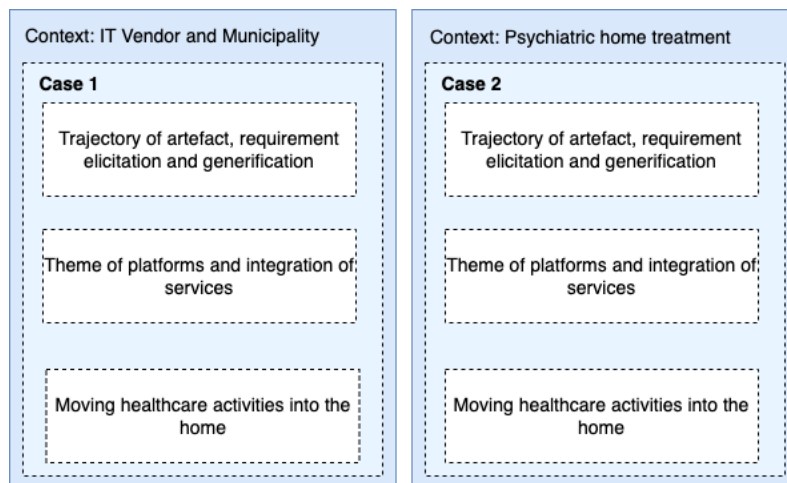 Context: IT Vendor and Municipality
Case 1
Trajectory of artefact, requirement
elicitation and generification
Theme of platforms and integration of
services
Moving healthcare activities into the
home
Context: Psychiatric home treatment
Case 2
Trajectory of artefact, requirement
elicitation and generification
Theme of platforms and integration of
services
Moving healthcare activities into the
home